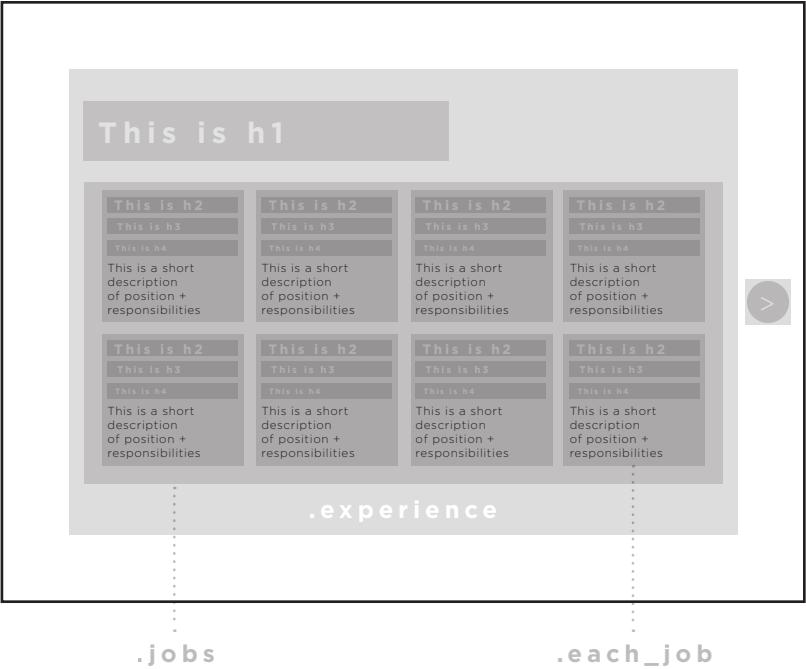 This is h1
This is h2
This is h3
This is h4
This is a short
description
of position +
responsibilities
This is h2
This is h3
This is h4
This is a short
description
of position +
responsibilities
This is h2
This is h3
This is h4
This is a short
description
of position +
responsibilities
This is h2
This is h3
This is h4
This is a short
description
of position +
responsibilities
>
This is h2
This is h3
This is h4
This is a short
description
of position +
responsibilities
This is h2
This is h3
This is h4
This is a short
description
of position +
responsibilities
This is h2
This is h3
This is h4
This is a short
description
of position +
responsibilities
This is h2
This is h3
This is h4
This is a short
description
of position +
responsibilities
.experience
.jobs
.each_job